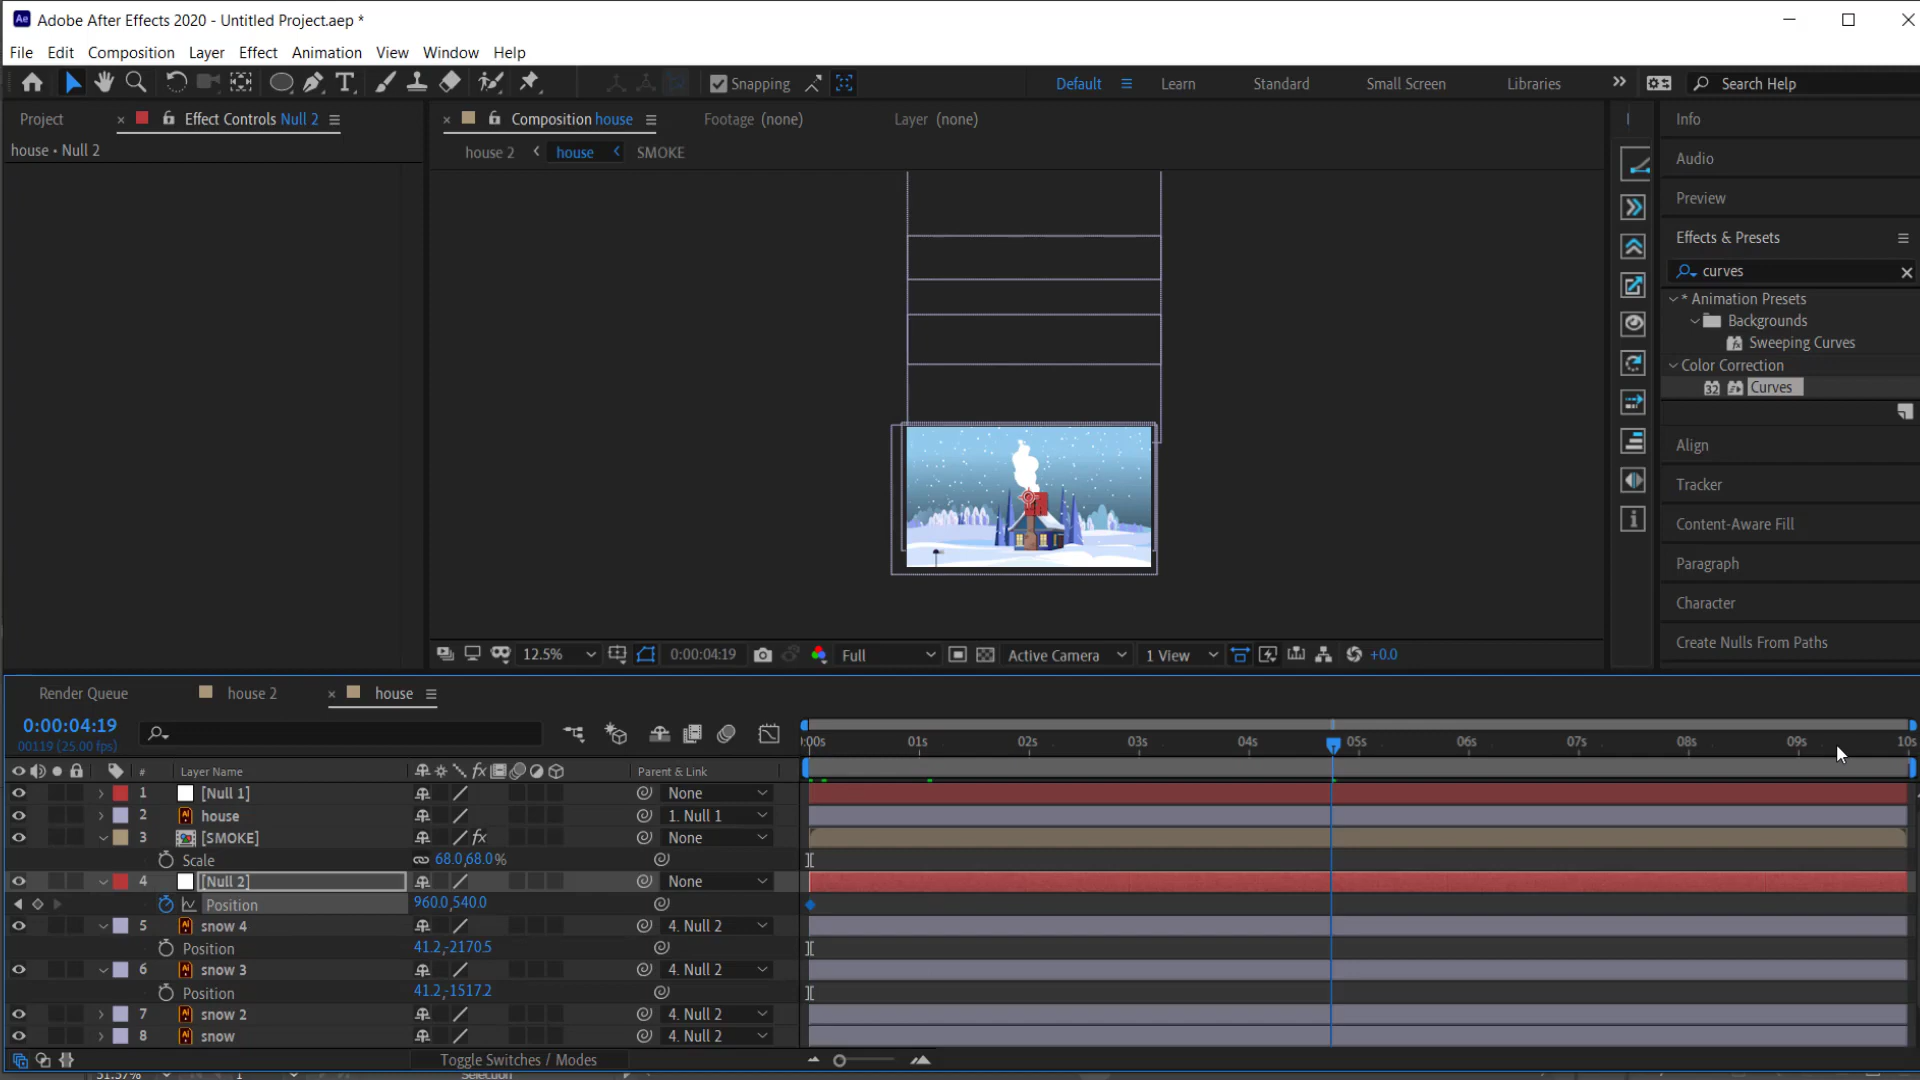 Adobe After Effects 2020 - Untitled Project.aep *
File Edit Composition Layer Effect Animation View Window Help
Snapping Default Learn Standard Small Screen Libraries Search Help
Project Effect Controls Null 2
house • Null 2
Composition house Footage (none) Layer (none)
house 2 house SMOKE
Info
Audio
Preview
Effects & Presets
curves
* Animation Presets
Backgrounds
Sweeping Curves
Color Correction
32 Curves
Align
Tracker
Content-Aware Fill
Paragraph
Character
Create Nulls From Paths
12.5% 0:00:04:19 Full Active Camera 1 View +0.0
Render Queue house 2 house
0:00:04:19
00119 (25.00 fps)
:00s 01s 02s 03s 04s 05s 06s 07s 08s 09s 10s
# Layer Name fx Parent & Link
1 [Null 1] None
2 house 1. Null 1
3 [SMOKE] fx None
Scale 68.0,68.0%
4 [Null 2] None
Position 960.0,540.0
5 snow 4 4. Null 2
Position 41.2,-2170.5
6 snow 3 4. Null 2
Position 41.2,-1517.2
7 snow 2 4. Null 2
8 snow 4. Null 2
Toggle Switches / Modes